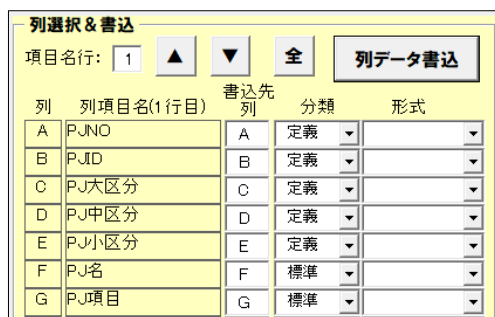 列選択＆書込
項目名行: 1 ▲ ▼ 全 列データ書込
列 列項目名(1行目) 書込先列 分類 形式
A PJNO A 定義
B PJID B 定義
C PJ大区分 C 定義
D PJ中区分 D 定義
E PJ小区分 E 定義
F PJ名 F 標準
G PJ項目 G 標準